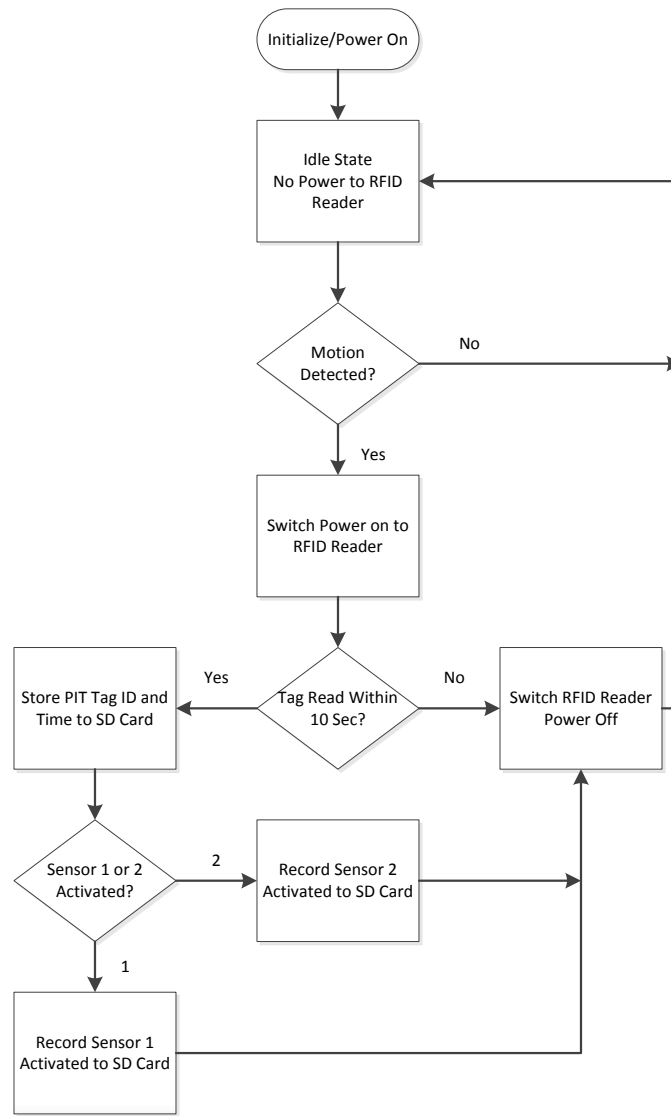 Initialize/Power On
Idle State
No Power to RFID
Reader
Motion
Detected?
No
Yes
Switch Power on to
RFID Reader
Store PIT Tag ID and
Time to SD Card
Yes
Tag Read Within
10 Sec?
No
Switch RFID Reader
Power Off
Sensor 1 or 2
Activated?
2
Record Sensor 2
Activated to SD Card
1
Record Sensor 1
Activated to SD Card